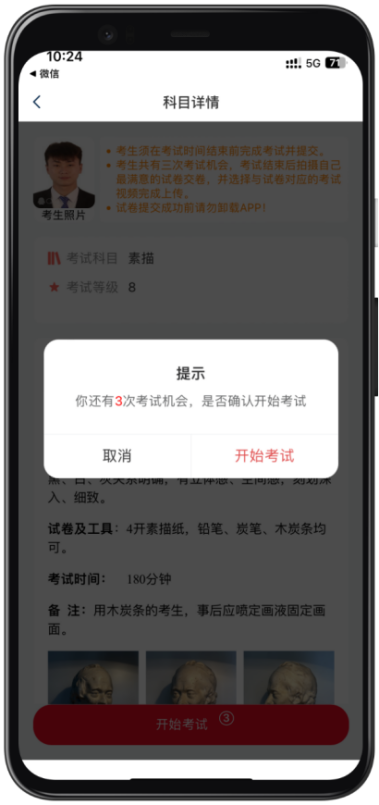 10:24
5G 71
◀ 微信
科目详情
• 考生须在考试时间结束前完成考试并提交。
• 考生共有三次考试机会，考试结束后拍摄自己
最满意的试卷交卷，并选择与试卷对应的考试
视频完成上传。
• 试卷提交成功前请勿卸载APP！
考生照片
考试科目 素描
考试等级 8
提示
你还有3次考试机会，是否确认开始考试
取消 开始考试
黑、白、灰关系明确，有立体感、空间感，刻划深
入、细致。
试卷及工具：4开素描纸，铅笔、炭笔、木炭条均
可。
考试时间： 180分钟
备 注：用木炭条的考生，事后应喷定画液固定画
面。
开始考试 3